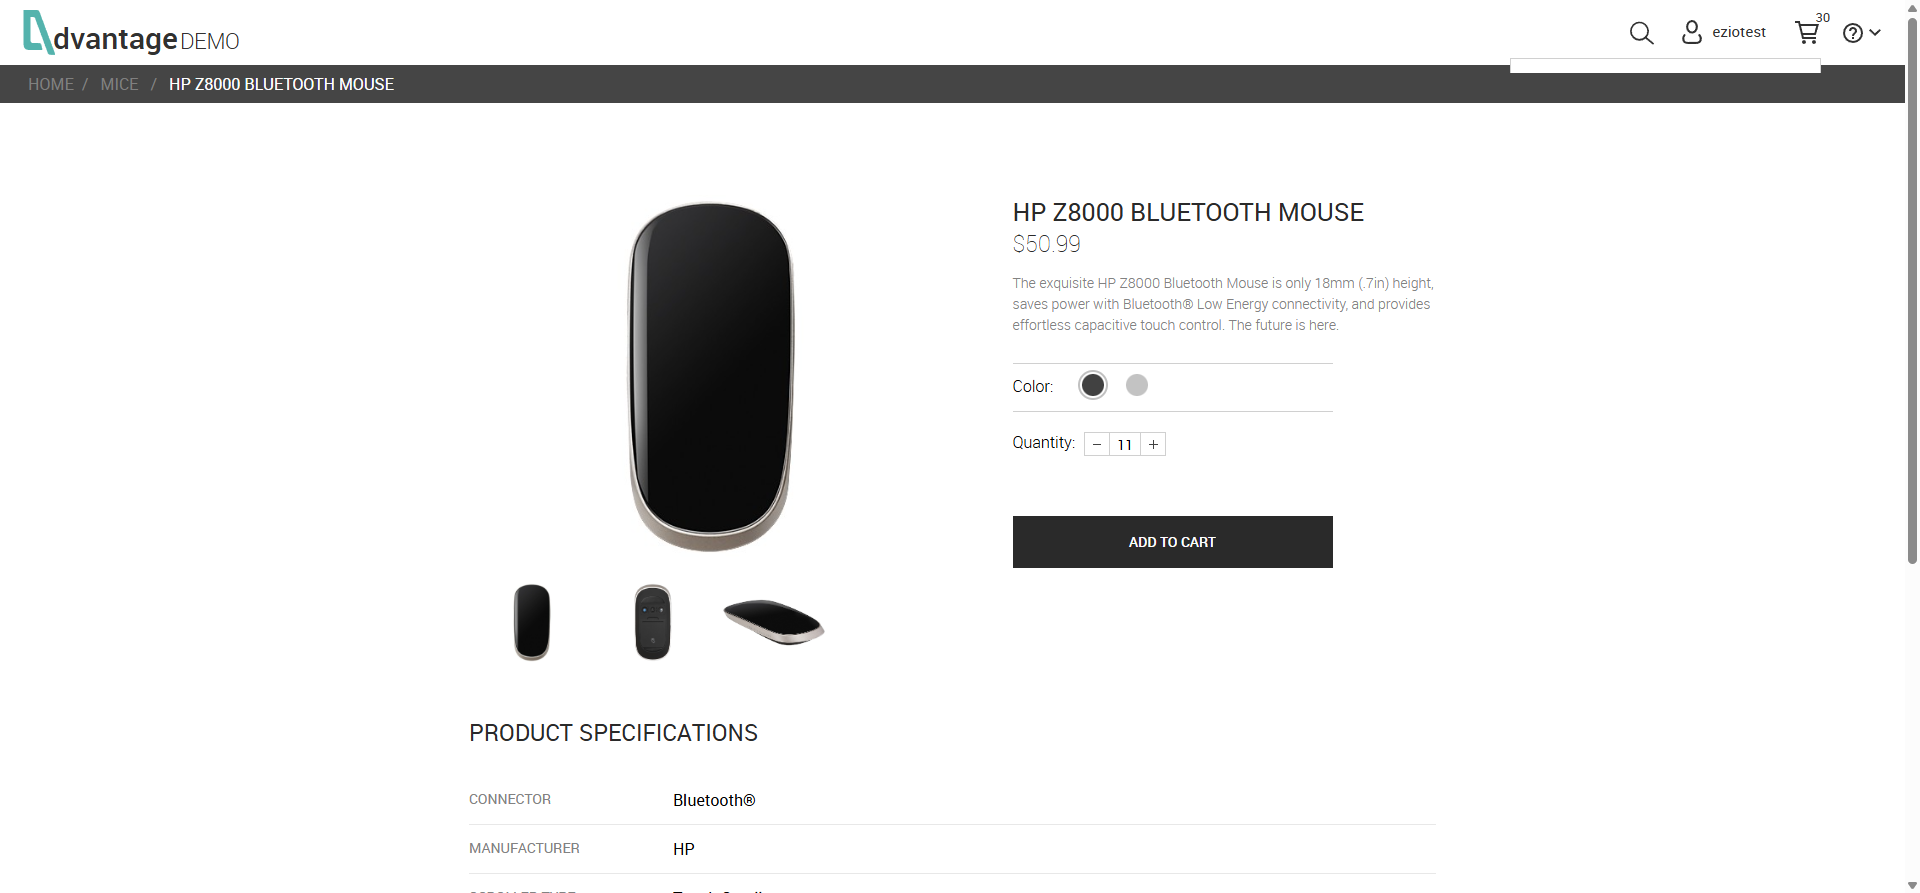 dvantage DEMO
eziotest
30
HOME / MICE / HP Z8000 BLUETOOTH MOUSE
HP Z8000 BLUETOOTH MOUSE
$50.99
The exquisite HP Z8000 Bluetooth Mouse is only 18mm (.7in) height,
saves power with Bluetooth® Low Energy connectivity, and provides
effortless capacitive touch control. The future is here.
Color:
Quantity: − 11 +
ADD TO CART
PRODUCT SPECIFICATIONS
CONNECTOR Bluetooth®
MANUFACTURER HP